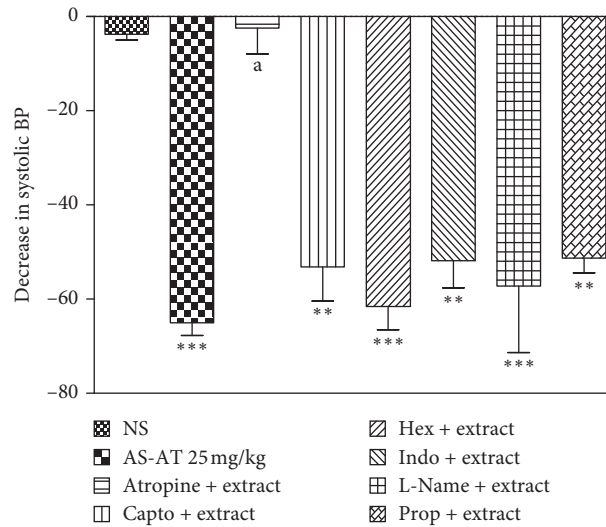 0
−20
−40
−60
−80
Decrease in systolic BP
***
a
**
***
**
***
**
NS
AS-AT 25 mg/kg
Atropine + extract
Capto + extract
Hex + extract
Indo + extract
L-Name + extract
Prop + extract